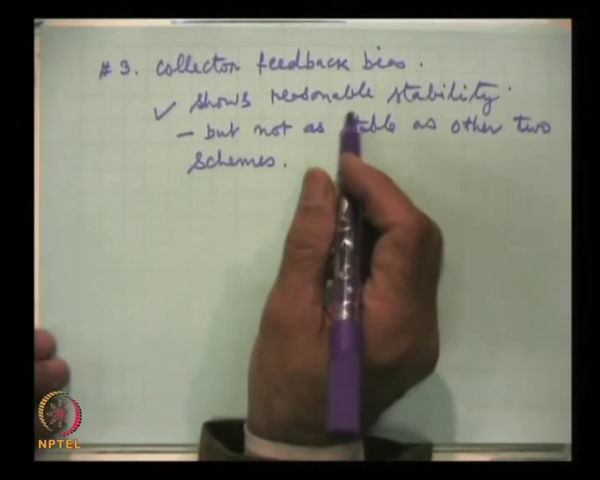 # 3. Collector feedback bias.
✓ shows reasonable stability.
- but not as stable as other two
schemes.
NPTEL